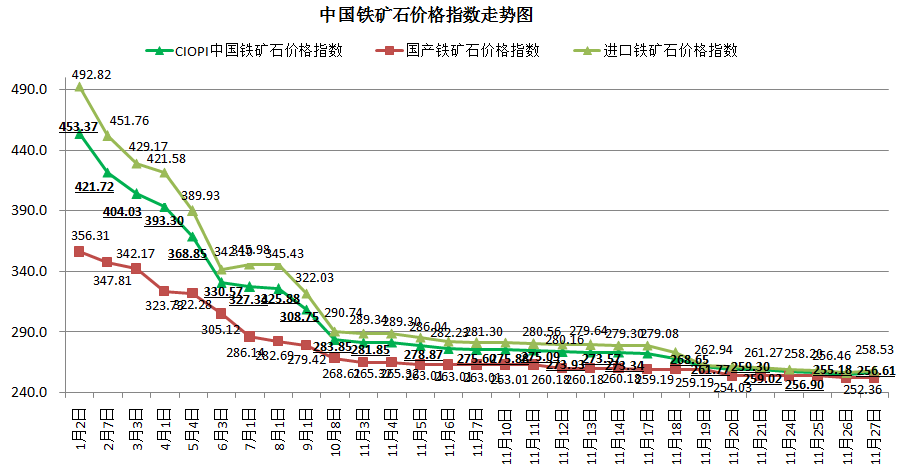 中国铁矿石价格指数走势图
CIOPI中国铁矿石价格指数 国产铁矿石价格指数 进口铁矿石价格指数
490.0
440.0
390.0
340.0
290.0
240.0
492.82 451.76 429.17 421.58 389.93 342.10 345.98 345.43 322.03 290.74 289.34 289.30 286.04 282.23 281.30 280.56 280.16 279.64 279.30 279.08 262.94 261.27 258.29 256.46 258.53
453.37 421.72 404.03 393.30 368.85 330.57 327.33 325.88 308.75 283.85 281.85 278.87 275.60 275.09 273.93 273.57 273.34 268.65 261.77 259.30 259.02 256.90 255.18 256.61
356.31 347.81 342.17 323.73 322.28 305.12 286.14 282.69 279.42 268.62 265.32 263.01 263.01 263.01 263.01 260.18 260.18 260.18 259.19 259.19 254.03 252.36
1月2日
2月7日
3月3日
4月1日
5月4日
6月3日
7月1日
8月1日
9月1日
10月8日
11月3日
11月4日
11月5日
11月6日
11月7日
11月10日
11月11日
11月12日
11月13日
11月14日
11月17日
11月18日
11月19日
11月20日
11月21日
11月24日
11月25日
11月26日
11月27日